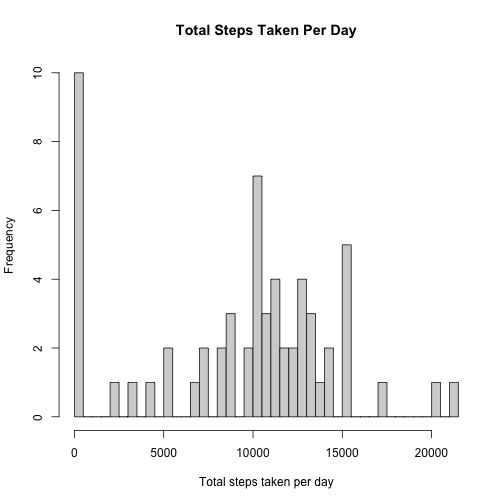 Total Steps Taken Per Day
Frequency
10
8
6
4
2
0
0 5000 10000 15000 20000
Total steps taken per day